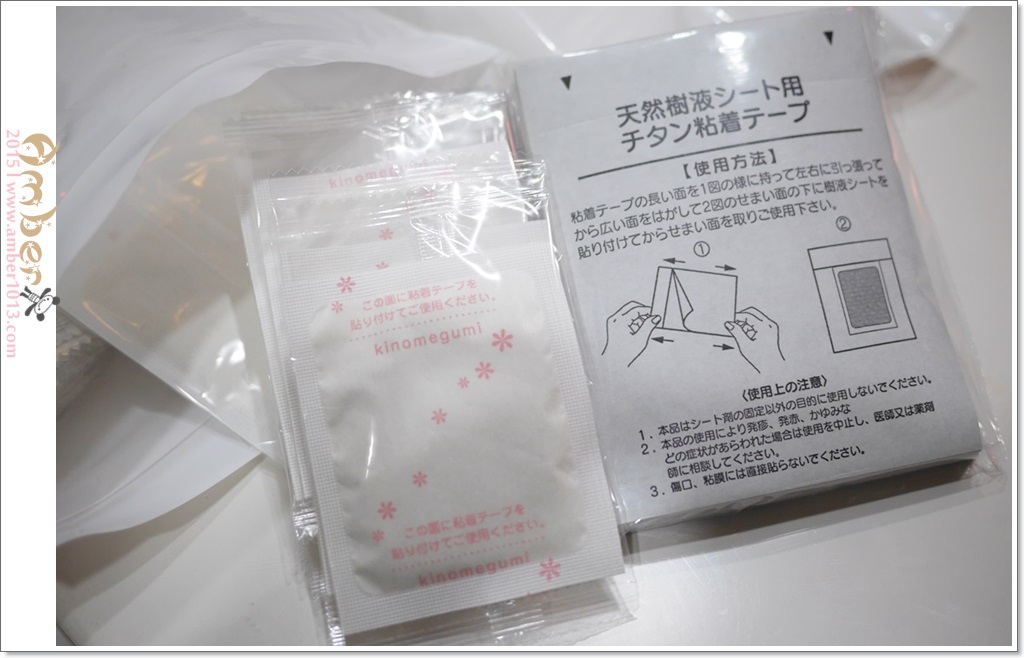 Amber
2015|www.amber1013.com
kinomegumi
この面に粘着テープを
貼り付けてご使用ください。
kinomegumi
この面に粘着テープを
貼り付けてご使用ください。
kinomegumi
天然樹液シート用
チタン粘着テープ
【使用方法】
粘着テープの長い面を1図の様に持って左右に引っ張って
から広い面をはがして2図のせまい面の下に樹液シートを
貼り付けてからせまい面を取りご使用下さい。
① ②
〈使用上の注意〉
1．本品はシート剤の固定以外の目的に使用しないでください。
2．本品の使用により発疹、発赤、かゆみな
どの症状があらわれた場合は使用を中止し、医師又は薬剤
師に相談してください。
3．傷口、粘膜には直接貼らないでください。